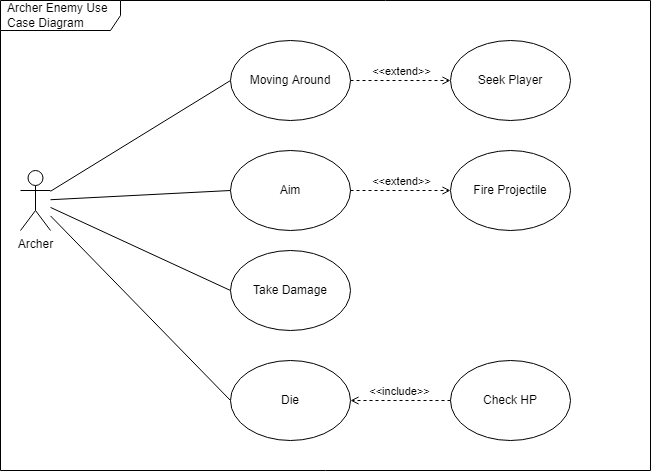 Archer Enemy Use
Case Diagram
Moving Around
<<extend>>
Seek Player
Aim
<<extend>>
Fire Projectile
Archer
Take Damage
Die
<<include>>
Check HP